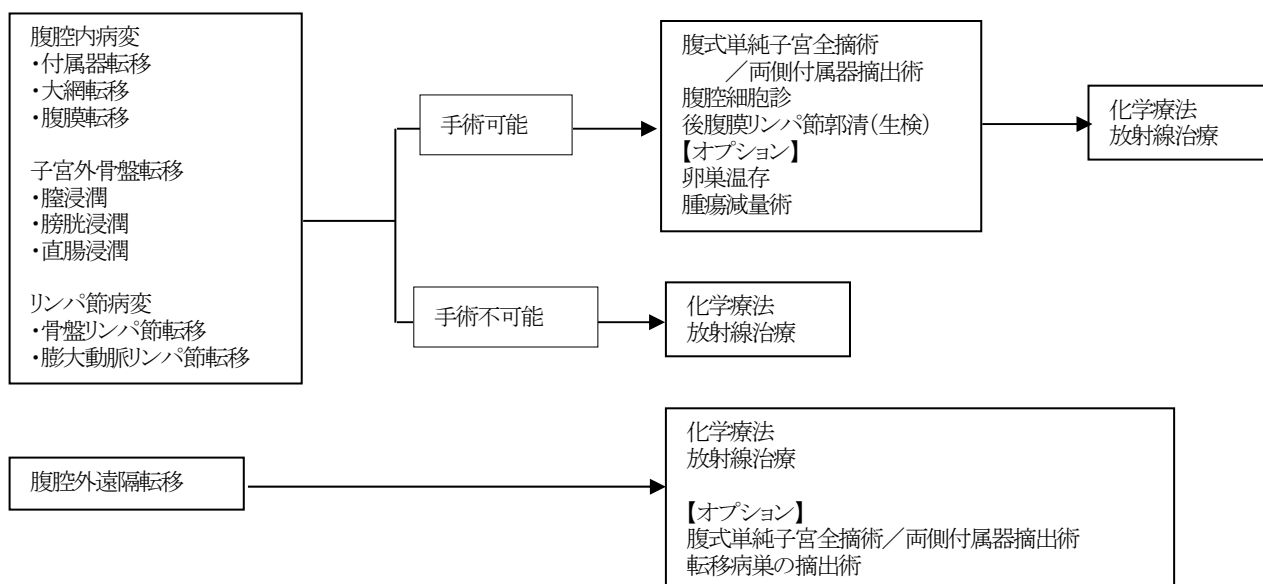 腹腔内病変
・付属器転移
・大網転移
・腹膜転移
子宮外骨盤転移
・膣浸潤
・膀胱浸潤
・直腸浸潤
リンパ節病変
・骨盤リンパ節転移
・膨大動脈リンパ節転移
手術可能
腹式単純子宮全摘術
／両側付属器摘出術
腹腔細胞診
後腹膜リンパ節郭清(生検)
【オプション】
卵巣温存
腫瘍減量術
化学療法
放射線治療
手術不可能
化学療法
放射線治療
腹腔外遠隔転移
化学療法
放射線治療
【オプション】
腹式単純子宮全摘術／両側付属器摘出術
転移病巣の摘出術